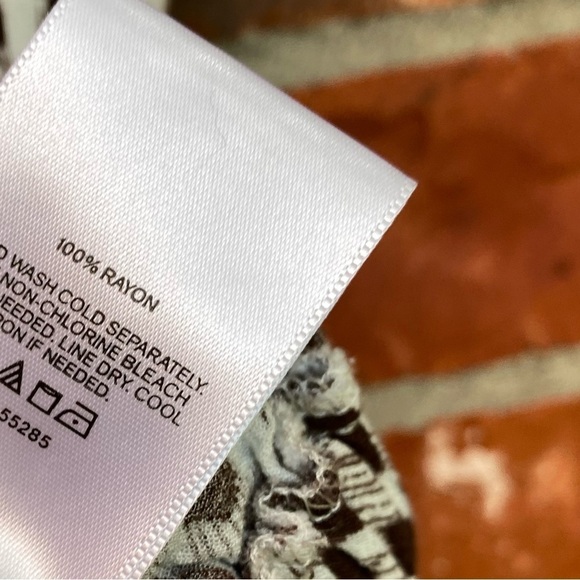 100% RAYON
WASH COLD SEPARATELY.
NON-CHLORINE BLEACH
NEEDED. LINE DRY. COOL
IF NEEDED.
55285